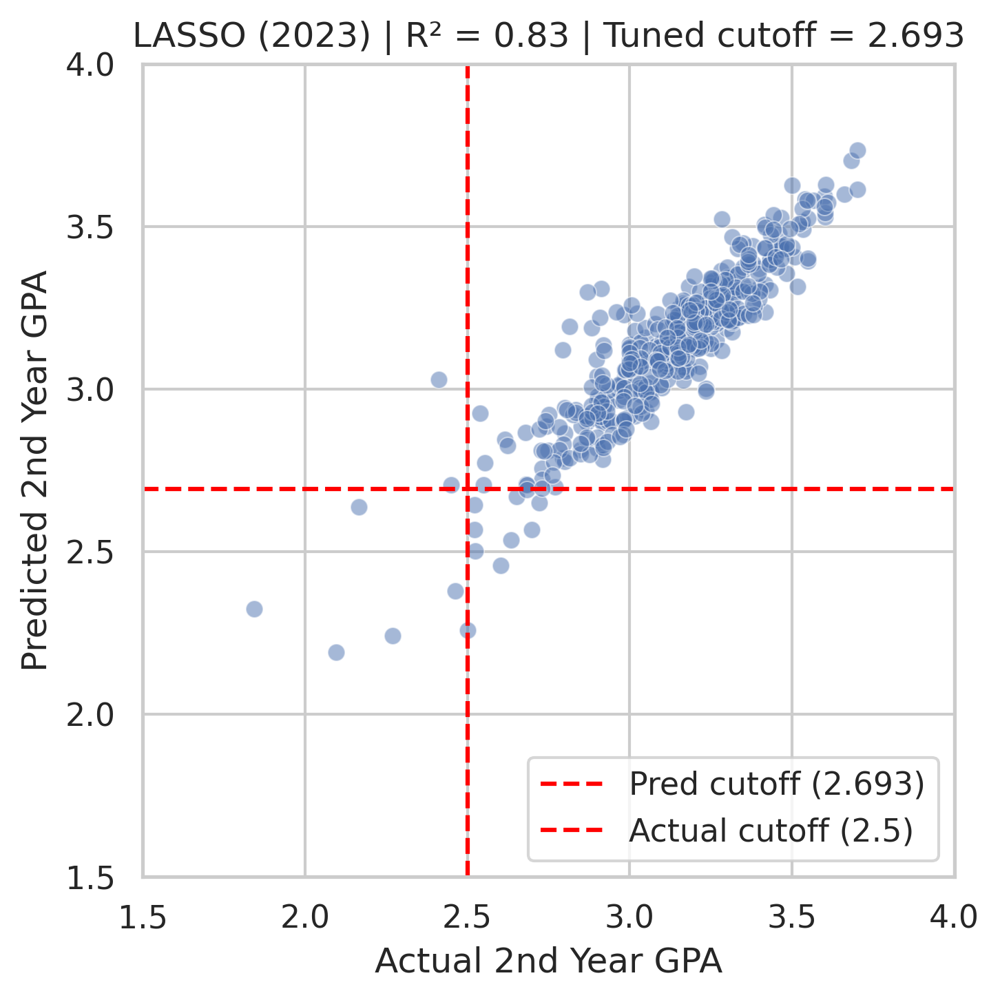 LASSO (2023) | R² = 0.83 | Tuned cutoff = 2.693
4.0
3.5
3.0
2.5
2.0
1.5
Predicted 2nd Year GPA
Pred cutoff (2.693)
Actual cutoff (2.5)
1.5 2.0 2.5 3.0 3.5 4.0
Actual 2nd Year GPA